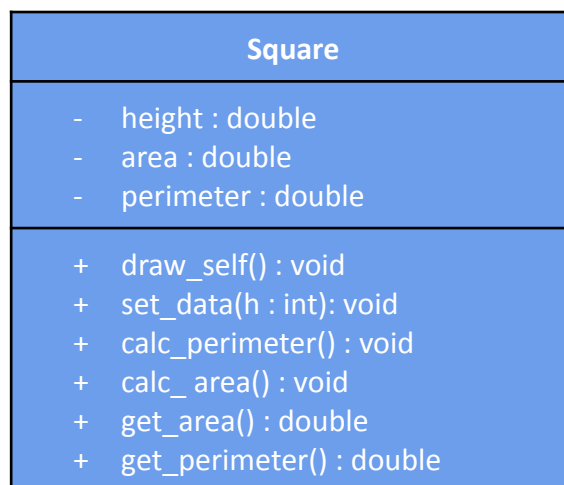 Square
- height : double
- area : double
- perimeter : double
+ draw_self() : void
+ set_data(h : int): void
+ calc_perimeter() : void
+ calc_ area() : void
+ get_area() : double
+ get_perimeter() : double